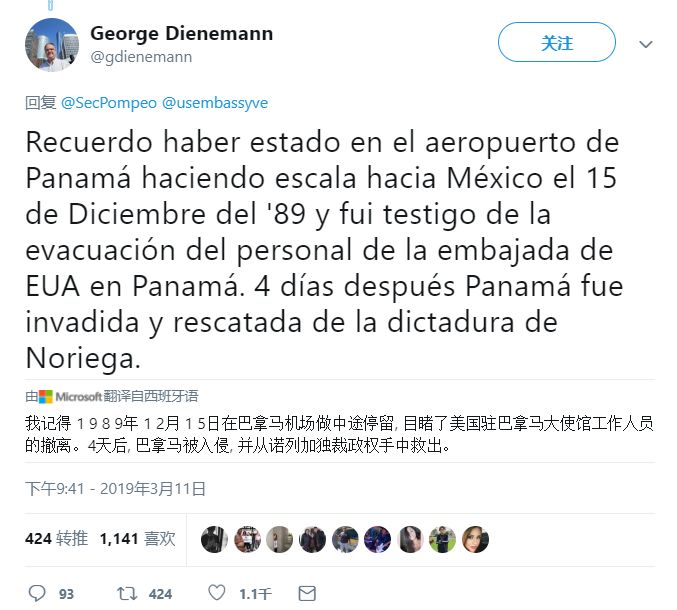 George Dienemann
@gdienemann
关注
回复 @SecPompeo @usembassyve
Recuerdo haber estado en el aeropuerto de
Panamá haciendo escala hacia México el 15
de Diciembre del '89 y fui testigo de la
evacuación del personal de la embajada de
EUA en Panamá. 4 días después Panamá fue
invadida y rescatada de la dictadura de
Noriega.
由 Microsoft 翻译自西班牙语
我记得 1 9 8 9年 1 2月 1 5日在巴拿马机场做中途停留, 目睹了美国驻巴拿马大使馆工作人员
的撤离。4天后, 巴拿马被入侵, 并从诺列加独裁政权手中救出。
下午9:41 - 2019年3月11日
424 转推 1,141 喜欢
93 424 1.1千